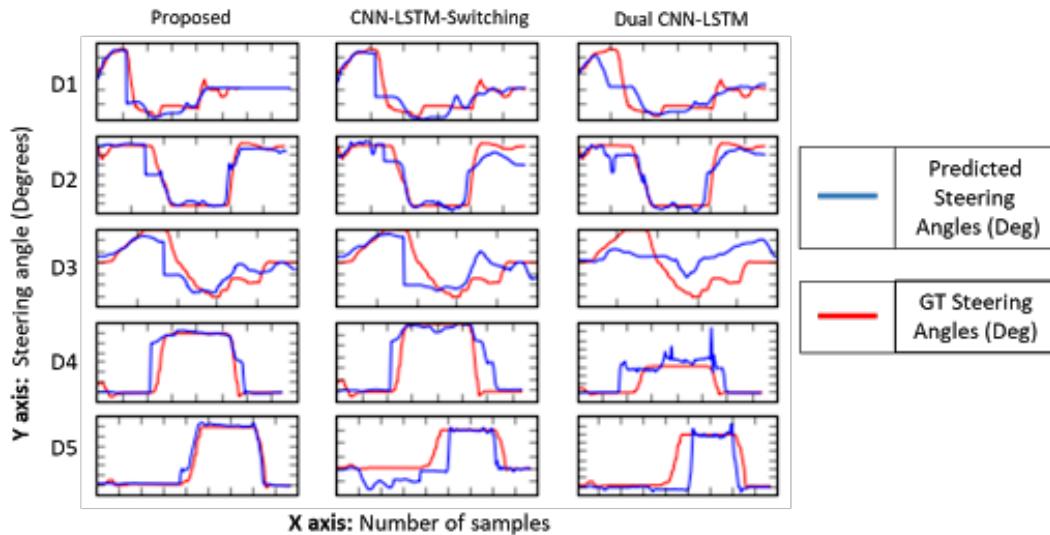 Proposed
CNN-LSTM-Switching
Dual CNN-LSTM
D1
D2
D3
D4
D5
Y axis: Steering angle (Degrees)
X axis: Number of samples
Predicted
Steering
Angles (Deg)
GT Steering
Angles (Deg)